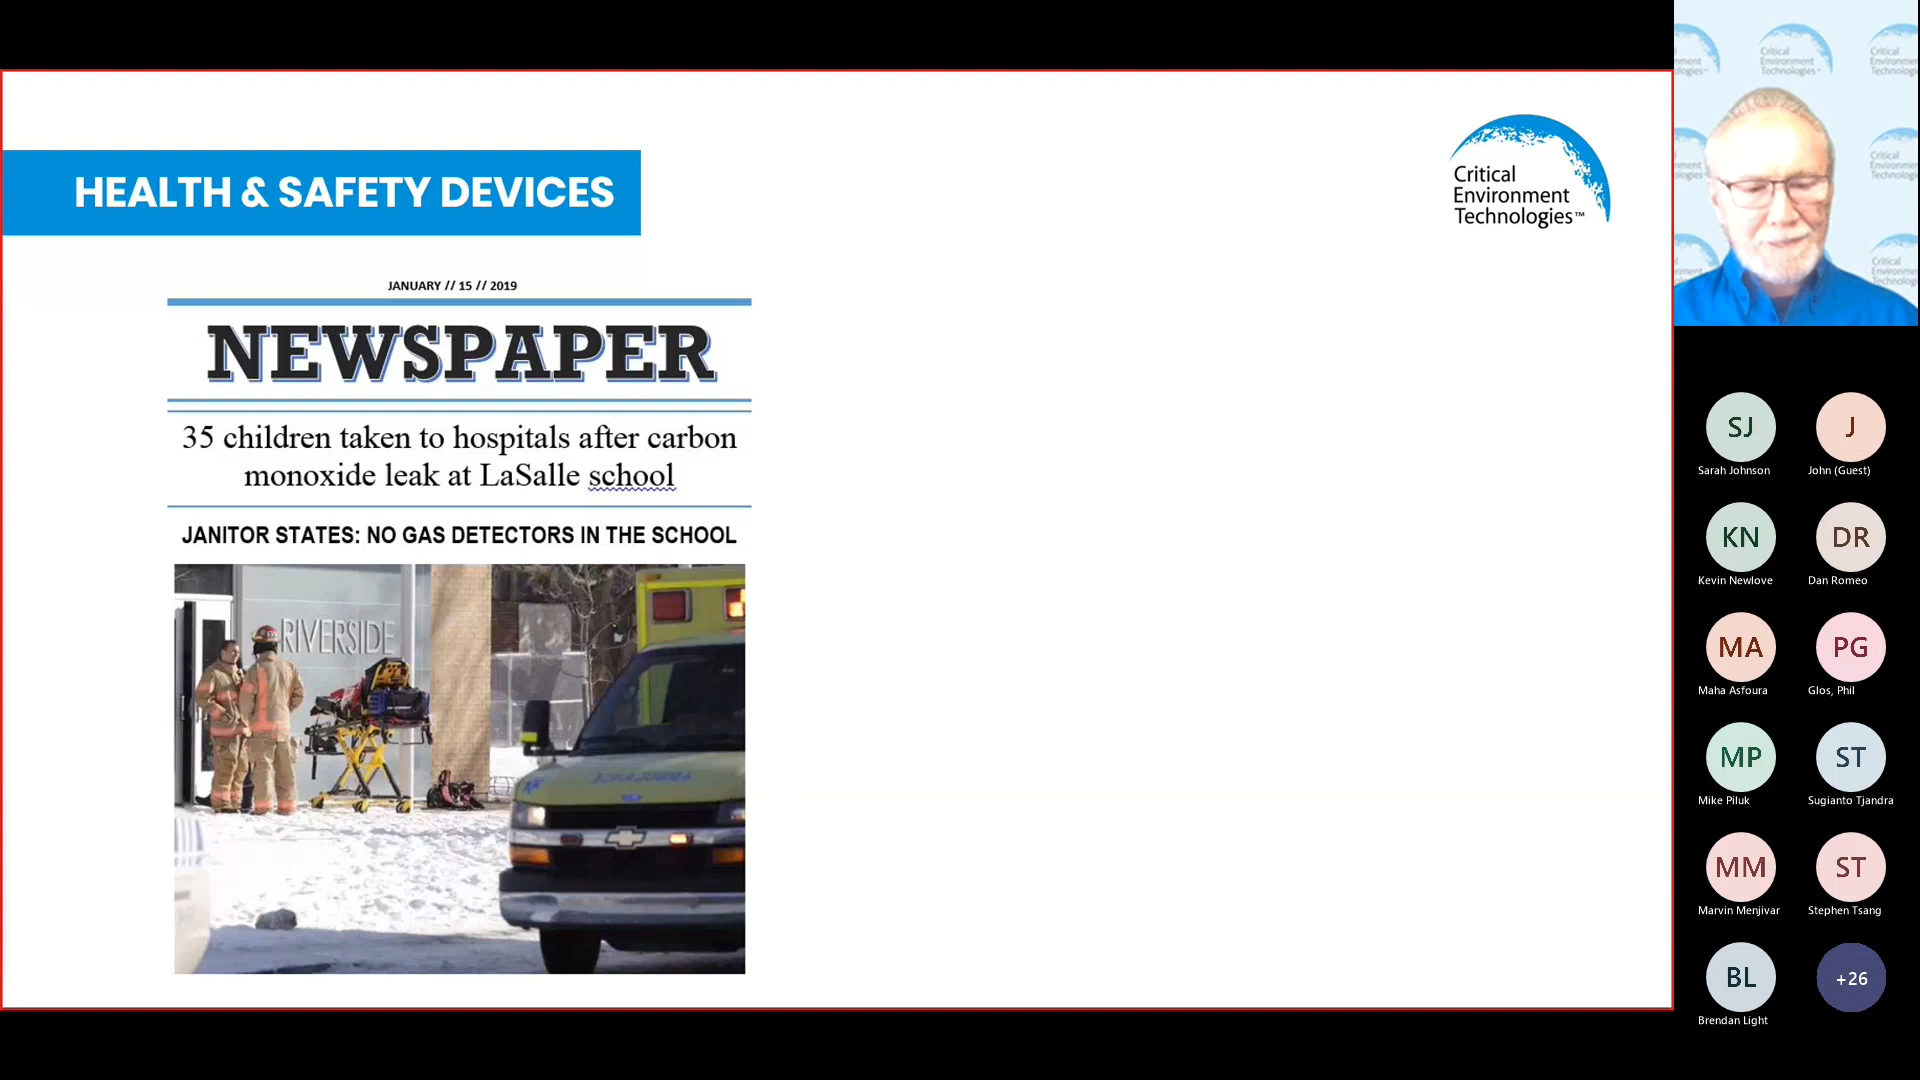 HEALTH & SAFETY DEVICES
Critical
Environment
Technologies™
JANUARY // 15 // 2019
NEWSPAPER
35 children taken to hospitals after carbon
monoxide leak at LaSalle school
JANITOR STATES: NO GAS DETECTORS IN THE SCHOOL
RIVERSIDE
Critical
Environment
Technologies™
SJ
Sarah Johnson
J
John (Guest)
KN
Kevin Newlove
DR
Dan Romeo
MA
Maha Asfoura
PG
Glos, Phil
MP
Mike Piluk
ST
Sugianto Tjandra
MM
Marvin Menjivar
ST
Stephen Tsang
BL
Brendan Light
+26